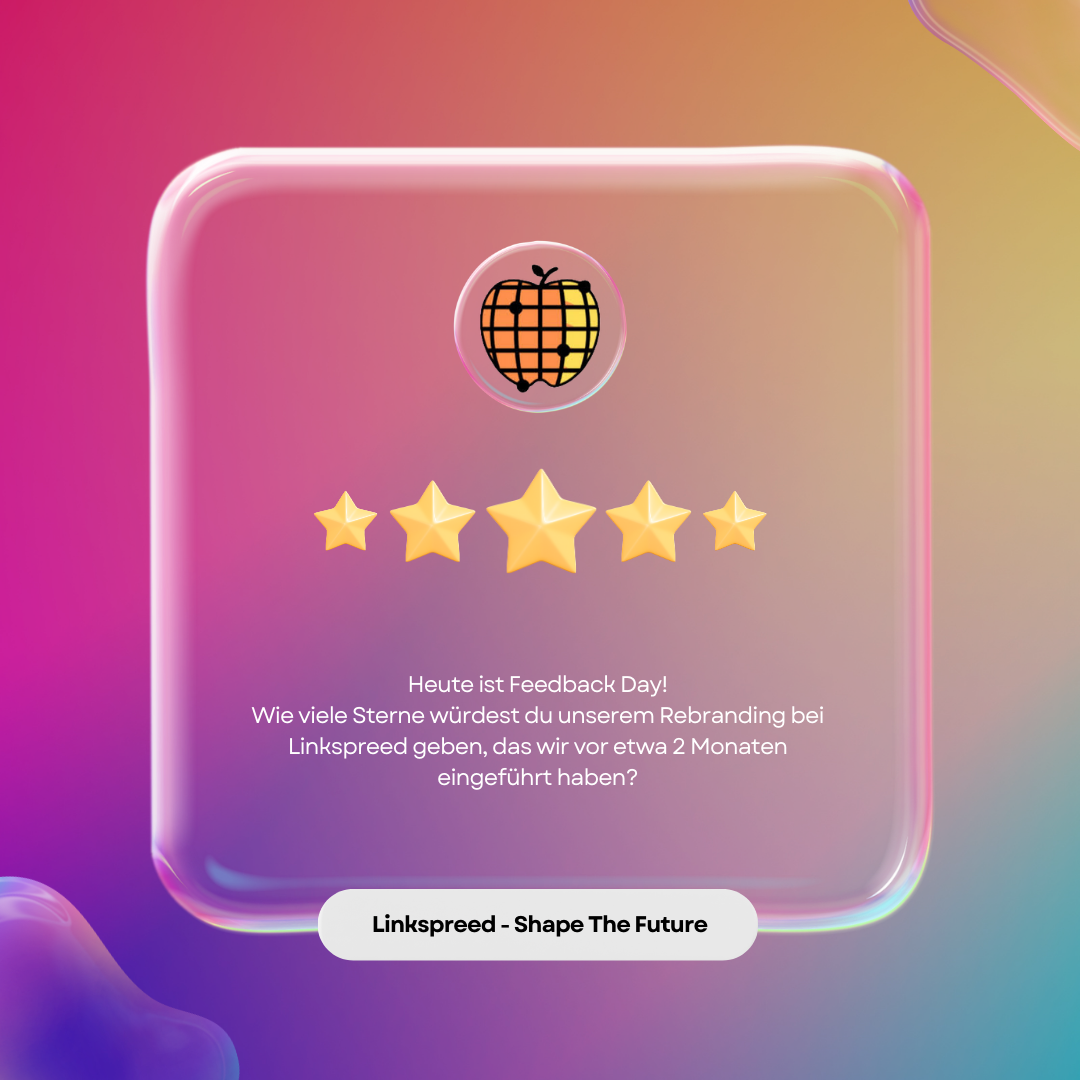 Heute ist Feedback Day!
Wie viele Sterne würdest du unserem Rebranding bei
Linkspreed geben, das wir vor etwa 2 Monaten
eingeführt haben?
Linkspreed - Shape The Future